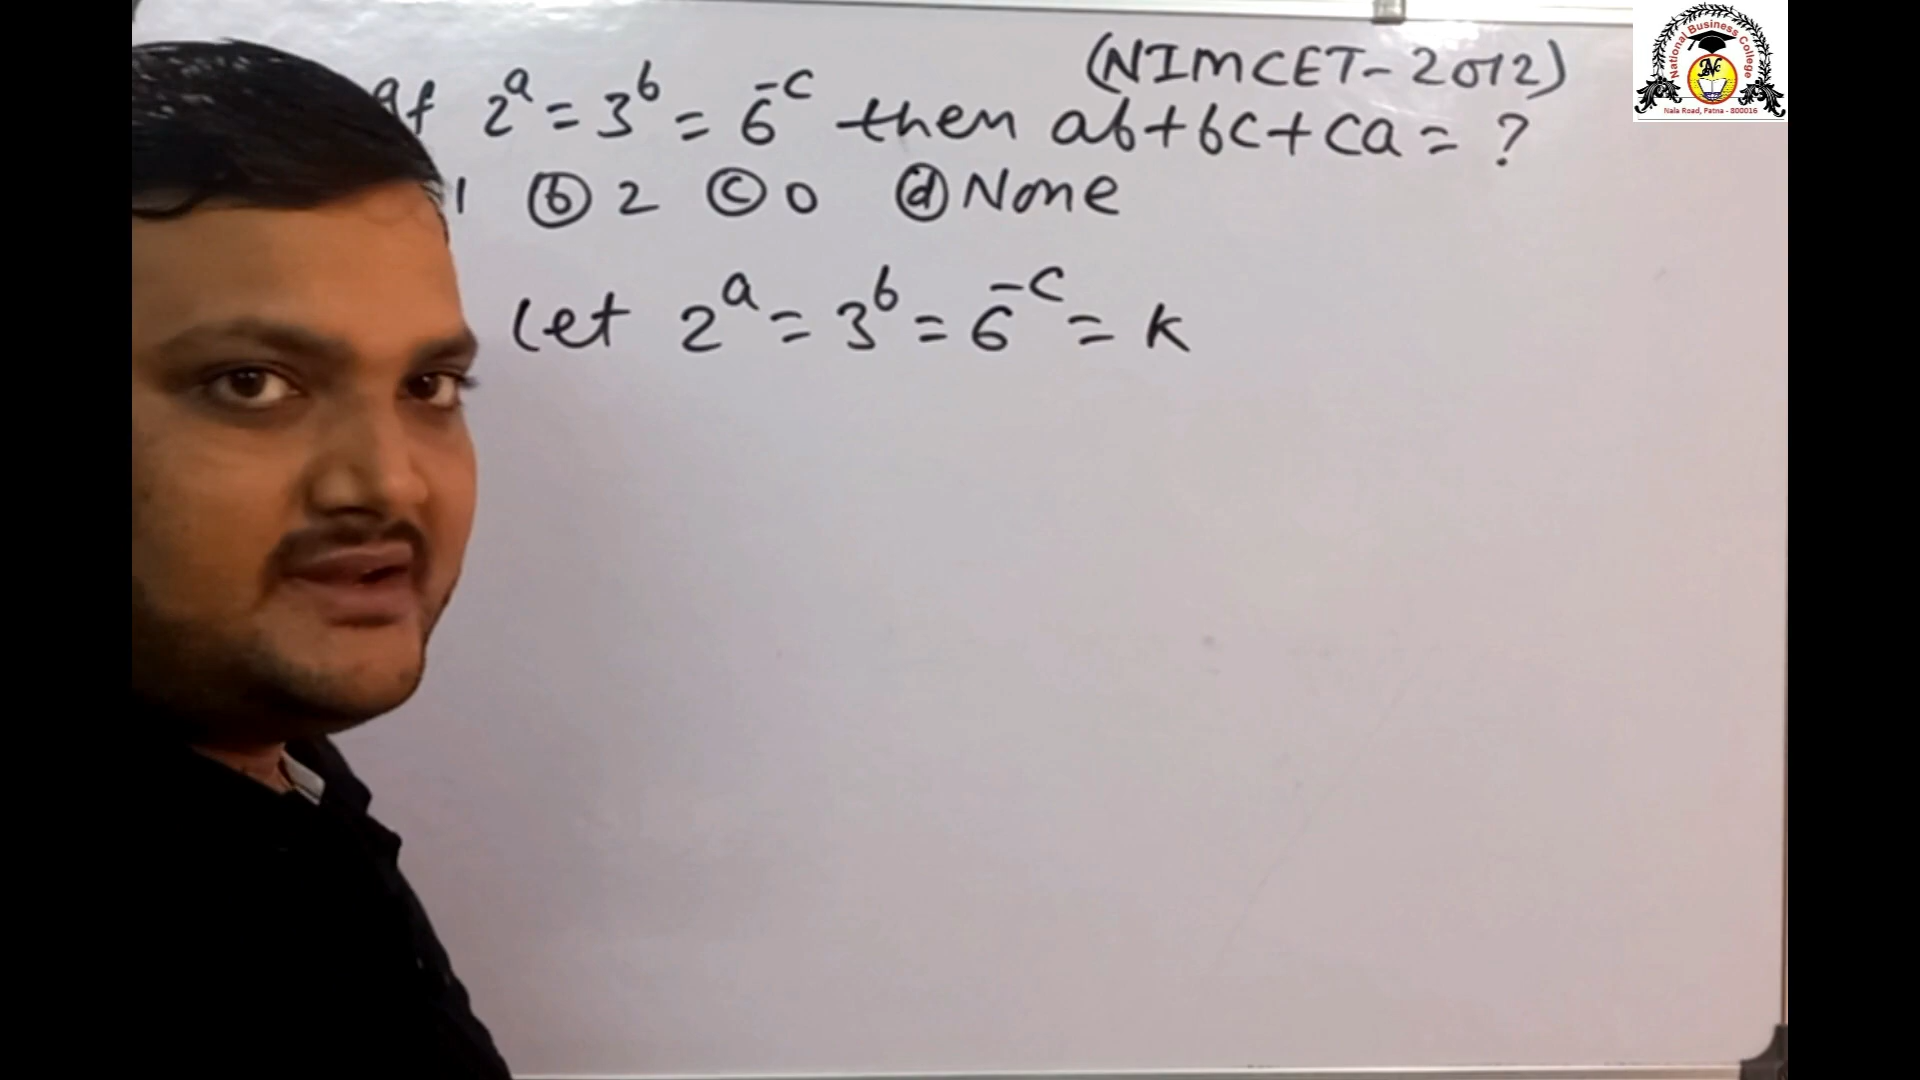 (NIMCET-2012)
If 2^a = 3^b = 6^-c then ab+bc+ca = ?
1 ⓑ 2 ⓒ 0 ⓓ None
Let 2^a = 3^b = 6^-c = k
National Business College
NBC
Nala Road, Patna - 800016